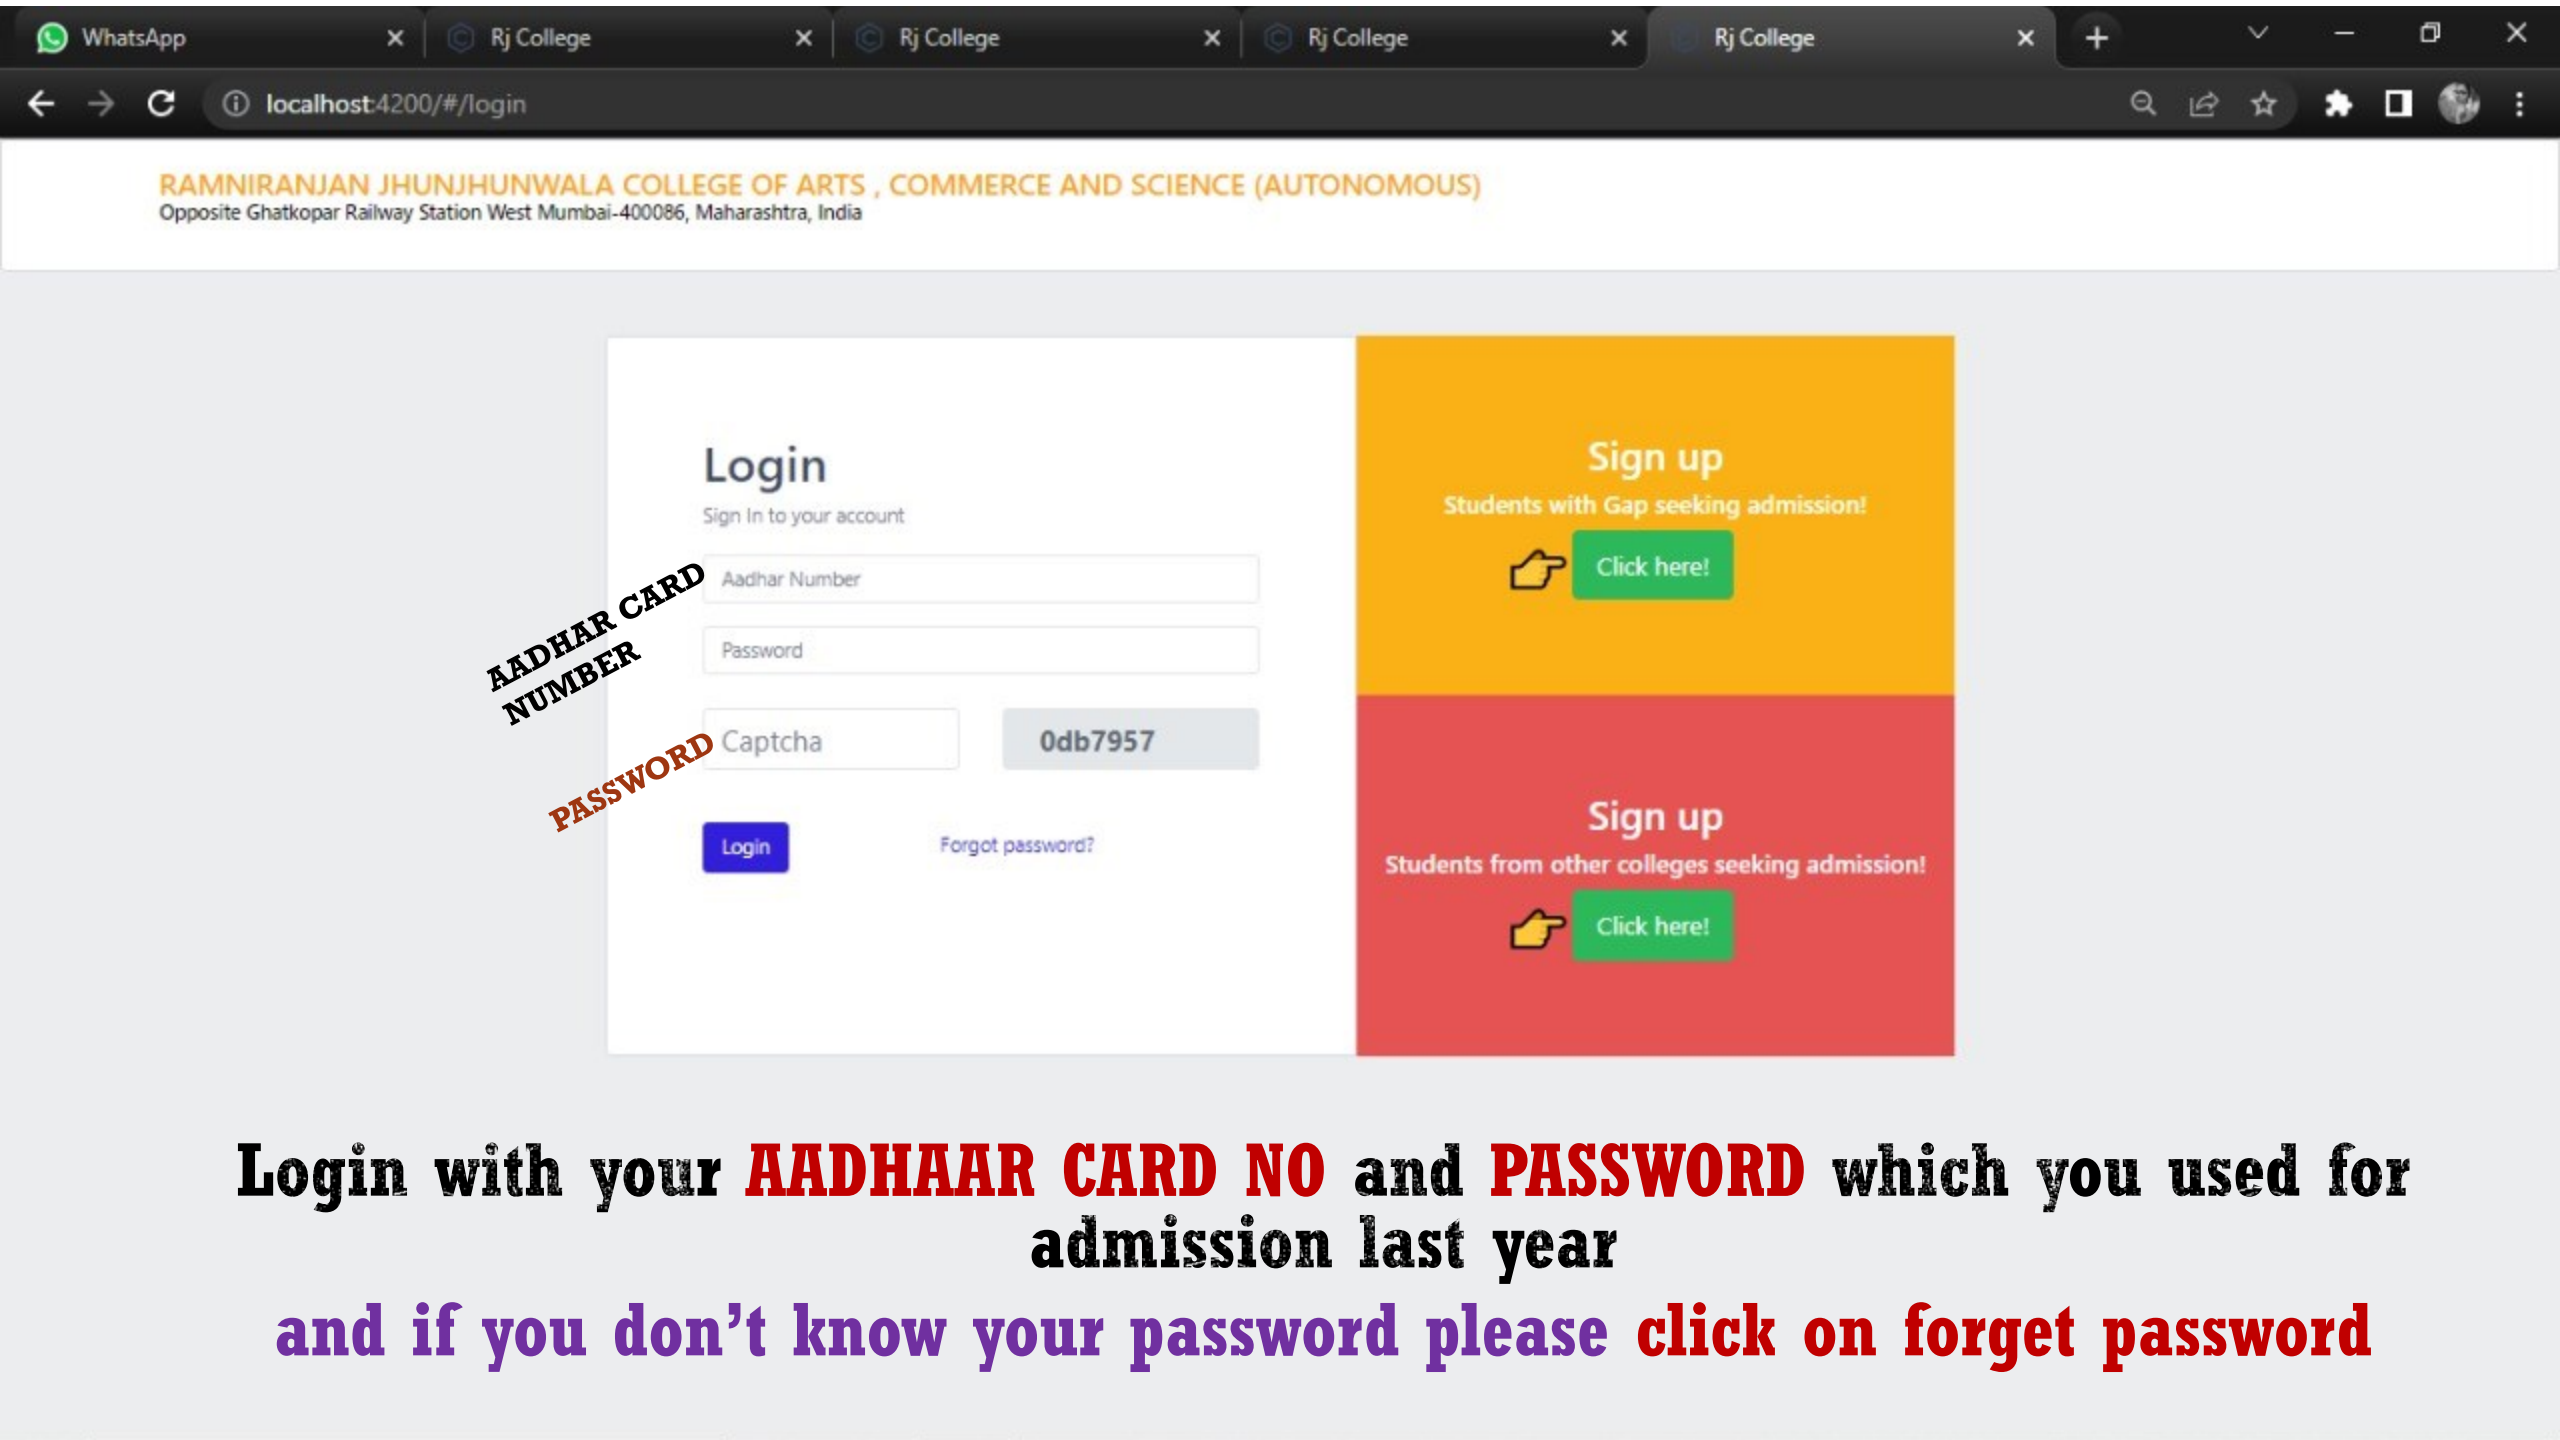 WhatsApp
Rj College
Rj College
Rj College
Rj College
localhost:4200/#/login
RAMNIRANJAN JHUNJHUNWALA COLLEGE OF ARTS , COMMERCE AND SCIENCE (AUTONOMOUS)
Opposite Ghatkopar Railway Station West Mumbai-400086, Maharashtra, India
Login
Sign In to your account
Aadhar Number
Password
Captcha
0db7957
Login
Forgot password?
AADHAR CARD
NUMBER
PASSWORD
Sign up
Students with Gap seeking admission!
Click here!
Sign up
Students from other colleges seeking admission!
Click here!
Login with your AADHAAR CARD NO and PASSWORD which you used for
admission last year
and if you don’t know your password please click on forget password